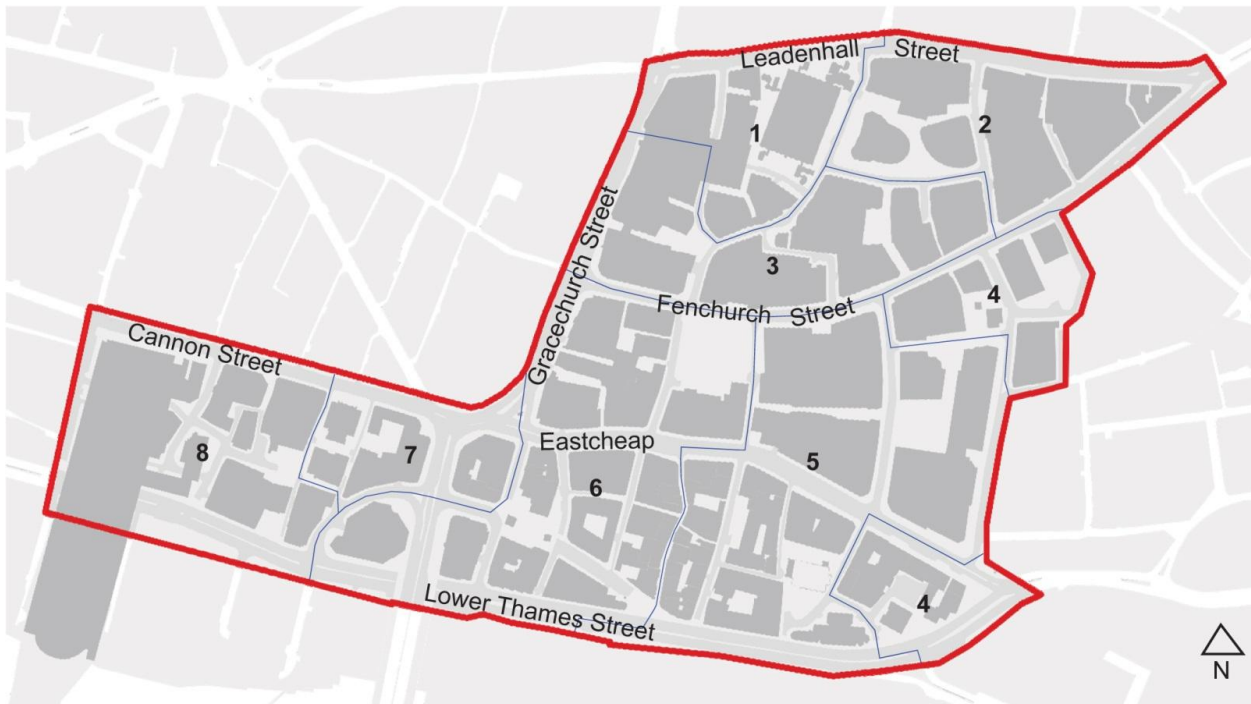 Leadenhall Street
1
2
Gracechurch Street
3
4
Fenchurch Street
Cannon Street
Eastcheap
8
7
5
6
Lower Thames Street
4
N